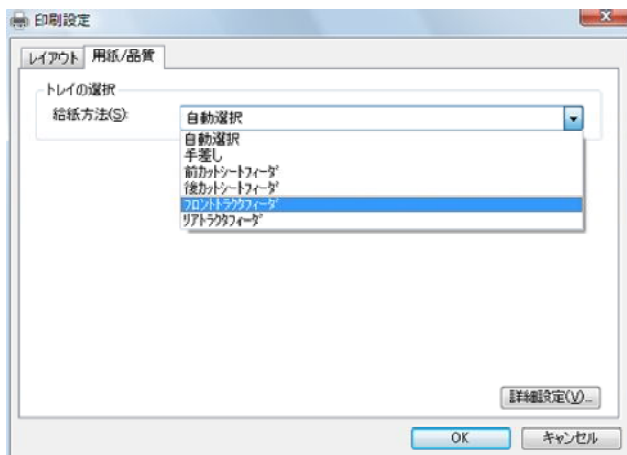 印刷設定
レイアウト 用紙/品質
トレイの選択
給紙方法(S): 自動選択
自動選択
手差し
前ｶｯﾄｼｰﾄﾌｨｰﾀﾞ
後ｶｯﾄｼｰﾄﾌｨｰﾀﾞ
ﾌﾛﾝﾄﾄﾗｸﾀﾌｨｰﾀﾞ
ﾘｱﾄﾗｸﾀﾌｨｰﾀﾞ
詳細設定(V)...
OK キャンセル